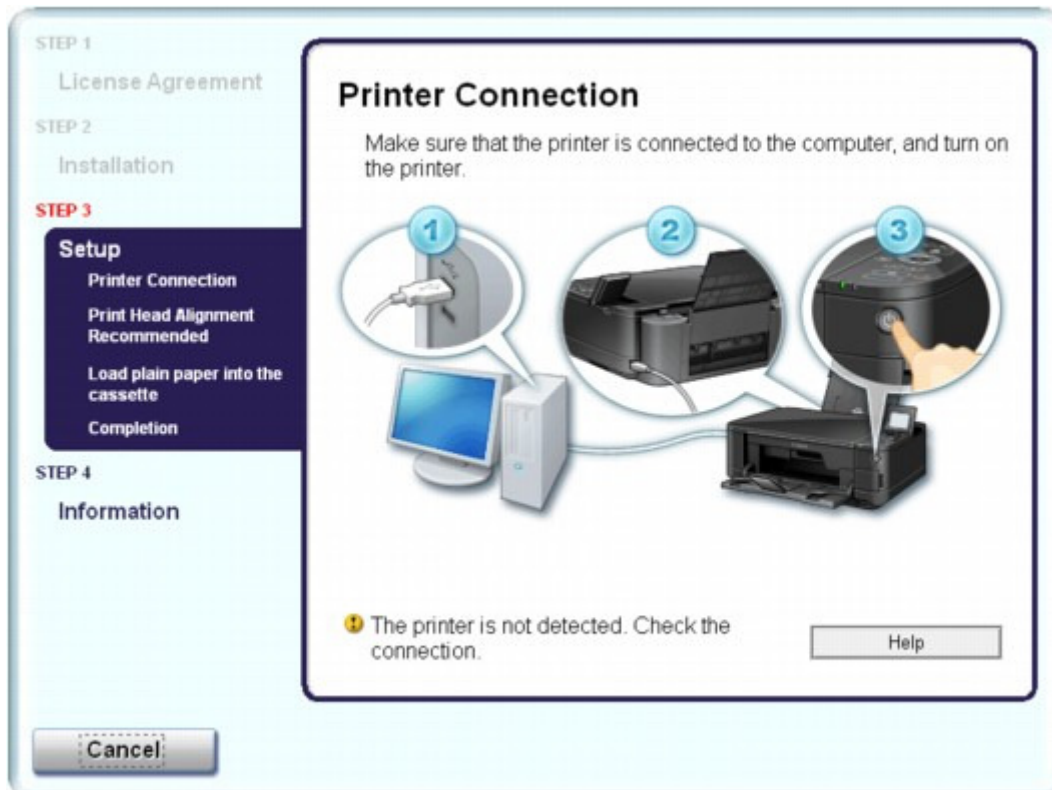 STEP 1
License Agreement
STEP 2
Installation
STEP 3
Setup
Printer Connection
Print Head Alignment
Recommended
Load plain paper into the
cassette
Completion
STEP 4
Information
Printer Connection
Make sure that the printer is connected to the computer, and turn on
the printer.
1
2
3
The printer is not detected. Check the
connection.
Help
Cancel